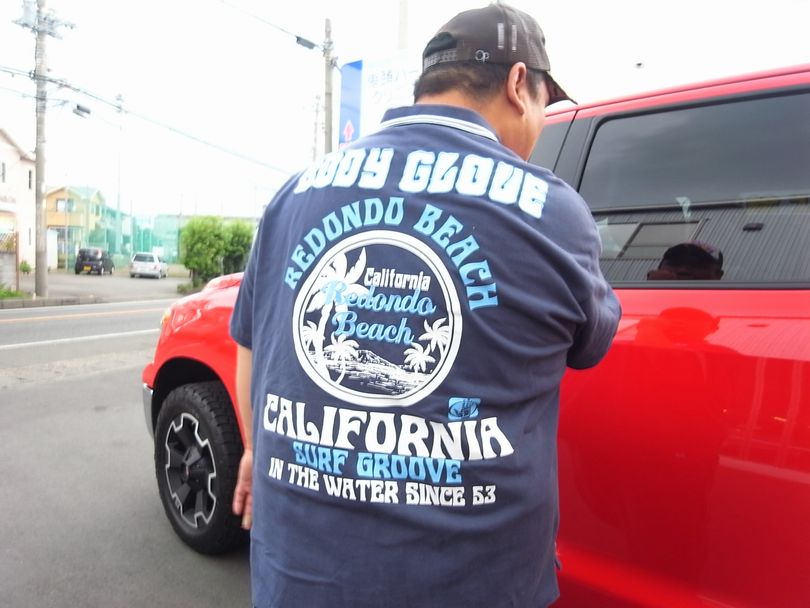 BODY GLOVE
REDONDO BEACH
California
Redondo
Beach
CALIFORNIA
SURF GROOVE
IN THE WATER SINCE 53